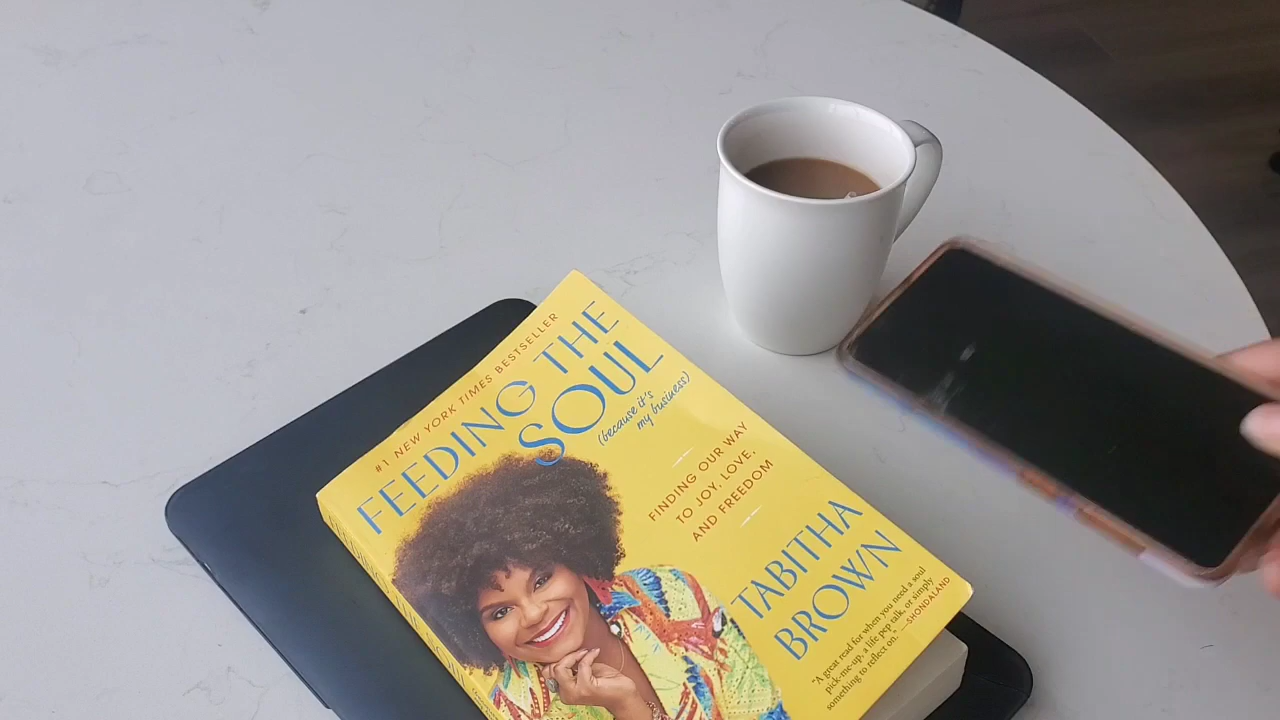 #1 NEW YORK TIMES BESTSELLER
FEEDING THE
SOUL
(because it's
my business)
FINDING OUR WAY
TO JOY, LOVE,
AND FREEDOM
TABITHA
BROWN
"A great read for when you need a soul
pick-me-up, a life pep talk, or simply
something to reflect on." —SHONDALAND